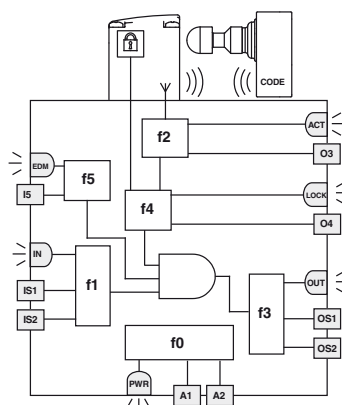 CODE
ACT
f2
O3
EDM
f5
I5
LOCK
f4
O4
IN
f1
IS1
IS2
OUT
f3
OS1
OS2
f0
PWR
A1
A2